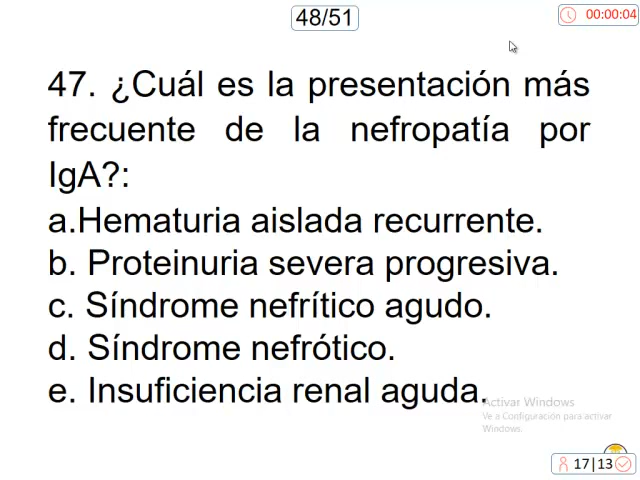 48/51
00:00:04
47. ¿Cuál es la presentación más
frecuente de la nefropatía por
IgA?:
a.Hematuria aislada recurrente.
b. Proteinuria severa progresiva.
c. Síndrome nefrítico agudo.
d. Síndrome nefrótico.
e. Insuficiencia renal aguda.
Activar Windows
Ve a Configuración para activar
Windows.
17|13